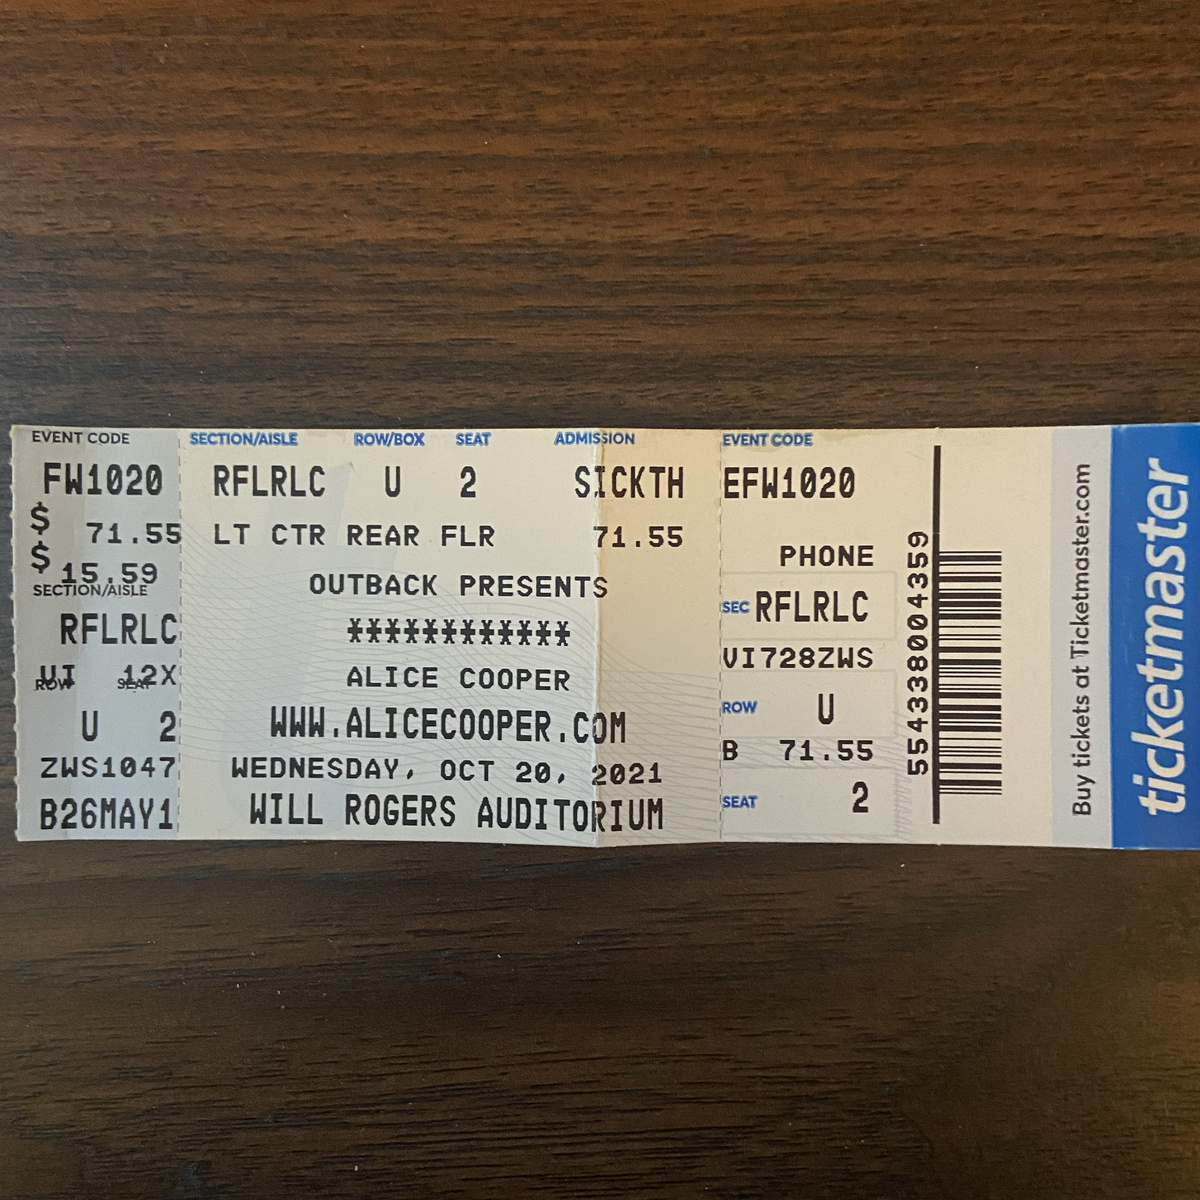 EVENT CODE
FW1020
$ 71.55
$ 15.59
SECTION/AISLE
RFLRLC
ROW SEAT
VI 12X
U 2
ZWS1047
B26MAY1
SECTION/AISLE ROW/BOX SEAT ADMISSION
RFLRLC U 2 SICKTH
LT CTR REAR FLR 71.55
OUTBACK PRESENTS
************
ALICE COOPER
WWW.ALICECOOPER.COM
WEDNESDAY, OCT 20, 2021
WILL ROGERS AUDITORIUM
EVENT CODE
EFW1020
PHONE
SEC RFLRLC
VI728ZWS
ROW U
B 71.55
SEAT 2
554338004359
Buy tickets at Ticketmaster.com
ticketmaster